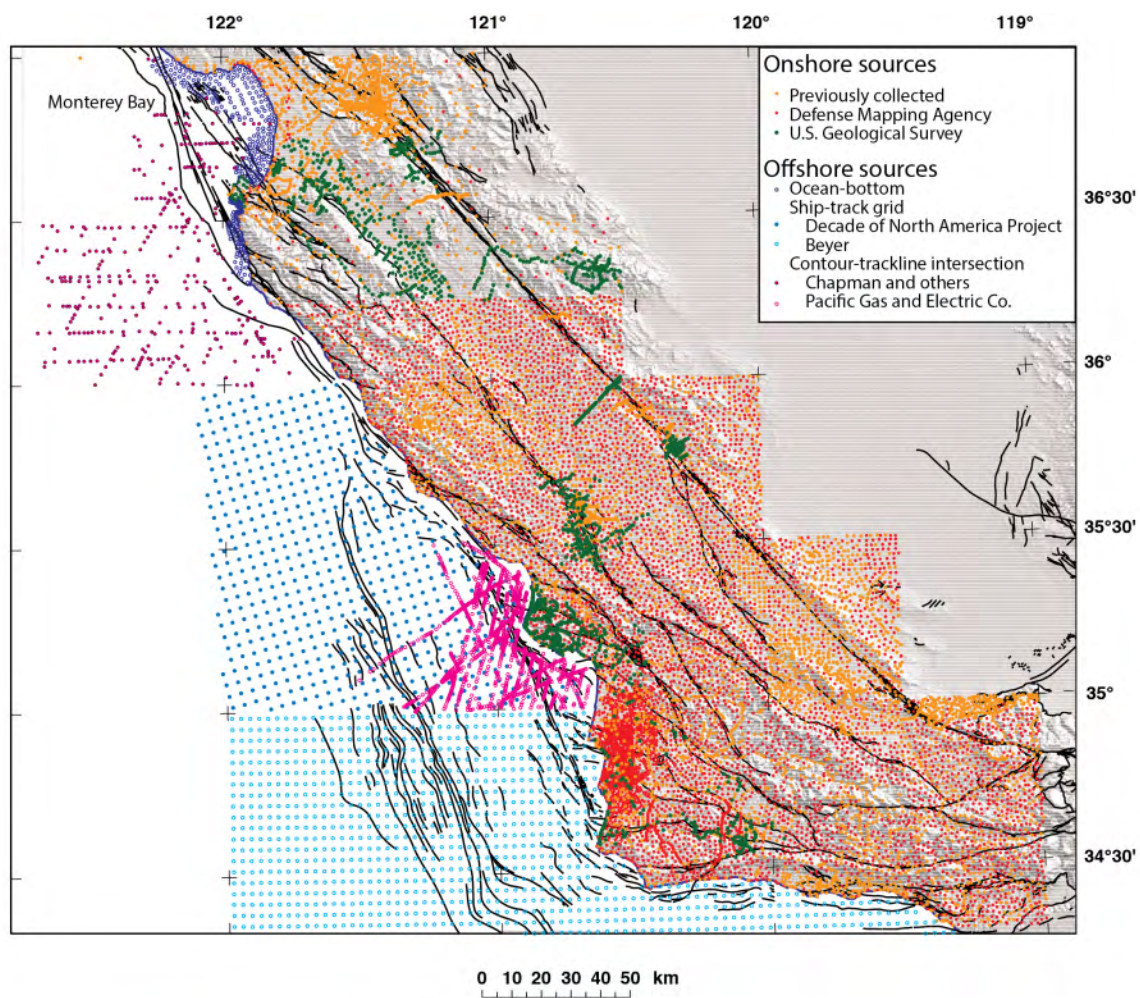 122° 121° 120° 119°
Monterey Bay
Onshore sources
Previously collected
Defense Mapping Agency
U.S. Geological Survey
Offshore sources
Ocean-bottom
Ship-track grid
Decade of North America Project
Beyer
Contour-trackline intersection
Chapman and others
Pacific Gas and Electric Co.
36°30'
36°
35°30'
35°
34°30'
0 10 20 30 40 50 km